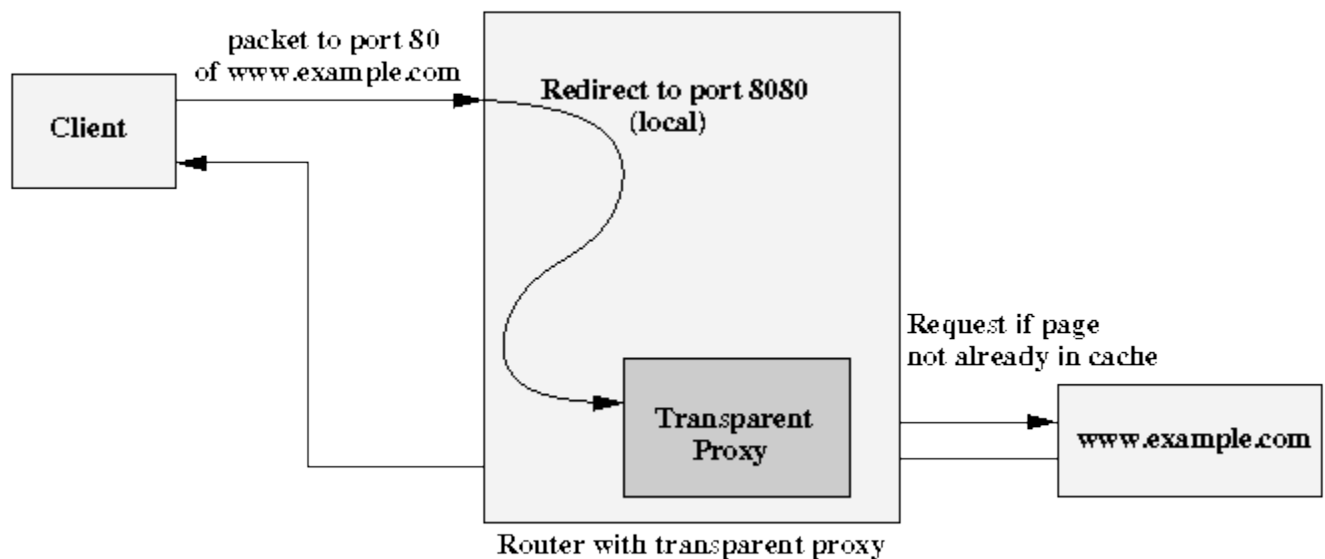 packet to port 80
of www.example.com
Client
Redirect to port 8080
(local)
Request if page
not already in cache
Transparent
Proxy
www.example.com
Router with transparent proxy